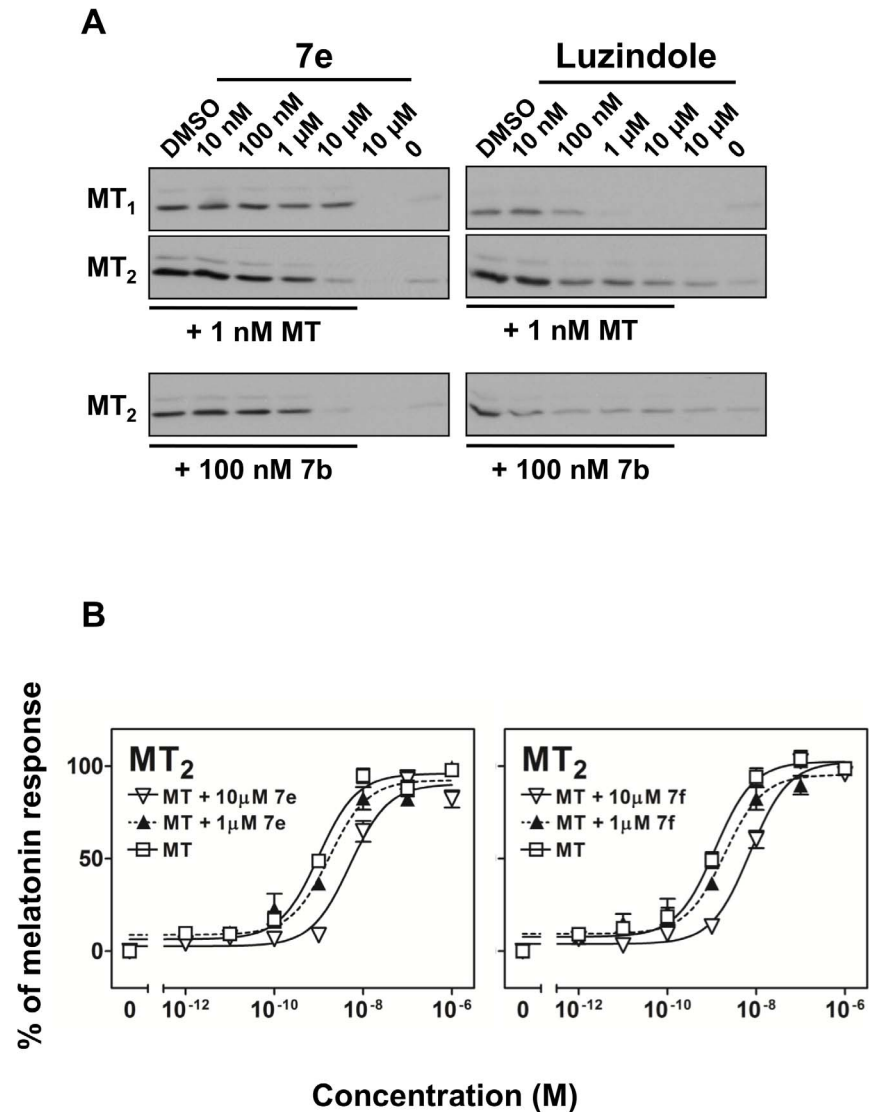 A
7e Luzindole
DMSO 10 nM 100 nM 1 µM 10 µM 10 µM 0 DMSO 10 nM 100 nM 1 µM 10 µM 10 µM 0
MT₁
MT₂
+ 1 nM MT + 1 nM MT
MT₂
+ 100 nM 7b + 100 nM 7b
B
% of melatonin response
MT₂ MT₂
100
MT + 10µM 7e MT + 10µM 7f
MT + 1µM 7e MT + 1µM 7f
50
MT MT
0
0 10⁻¹² 10⁻¹⁰ 10⁻⁸ 10⁻⁶ 0 10⁻¹² 10⁻¹⁰ 10⁻⁸ 10⁻⁶
Concentration (M)